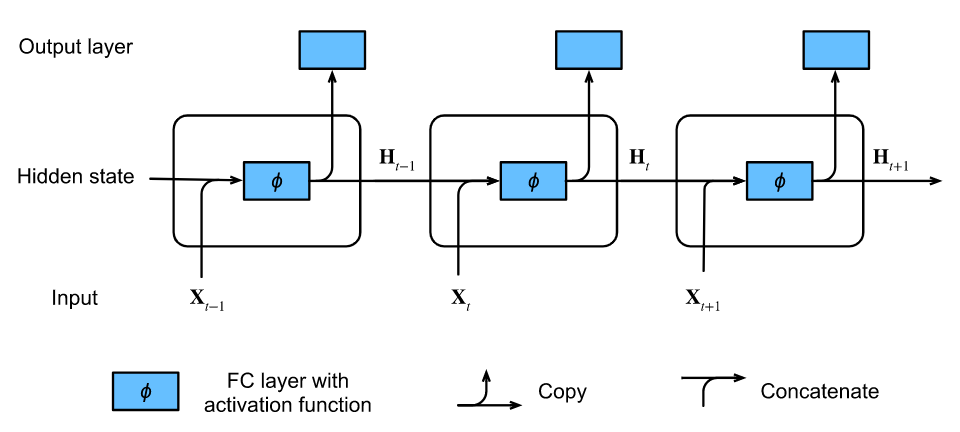 Output layer
Hidden state
ϕ
H_{t−1}
ϕ
H_t
ϕ
H_{t+1}
Input
X_{t−1}
X_t
X_{t+1}
ϕ
FC layer with
activation function
Copy
Concatenate